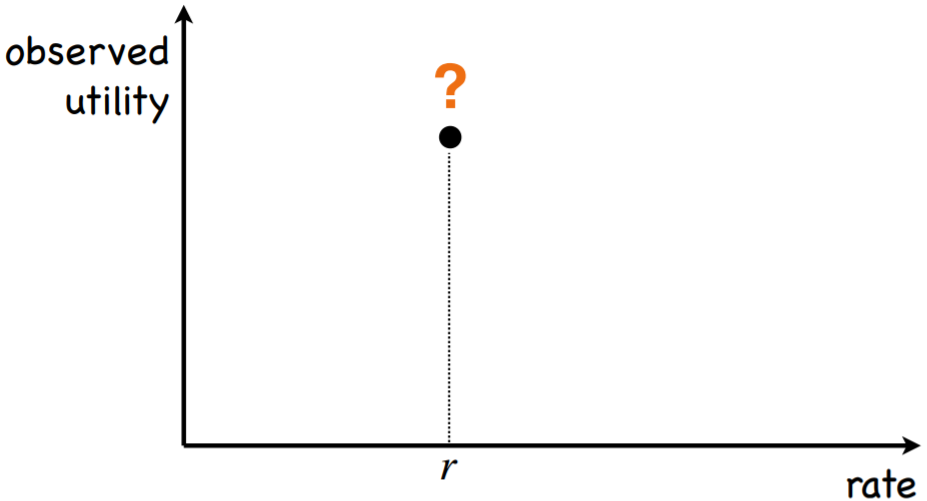 observed
utility
?
r
rate